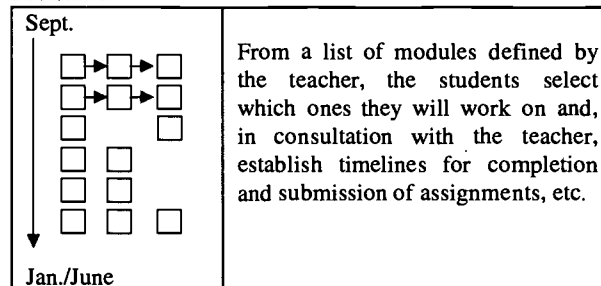 Sept.
From a list of modules defined by
the teacher, the students select
which ones they will work on and,
in consultation with the teacher,
establish timelines for completion
and submission of assignments, etc.
Jan./June